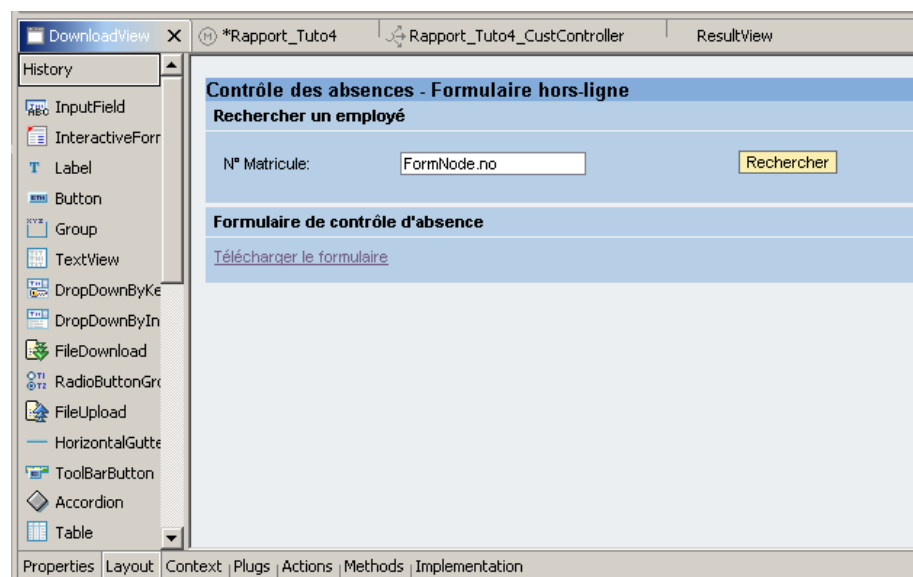 DownloadView
*Rapport_Tuto4
Rapport_Tuto4_CustController
ResultView
History
InputField
InteractiveForr
Label
Button
Group
TextView
DropDownByKe
DropDownByIn
FileDownload
RadioButtonGr
FileUpload
HorizontalGutte
ToolBarButton
Accordion
Table
Contrôle des absences - Formulaire hors-ligne
Rechercher un employé
N° Matricule:
FormNode.no
Rechercher
Formulaire de contrôle d'absence
Télécharger le formulaire
Properties Layout Context Plugs Actions Methods Implementation